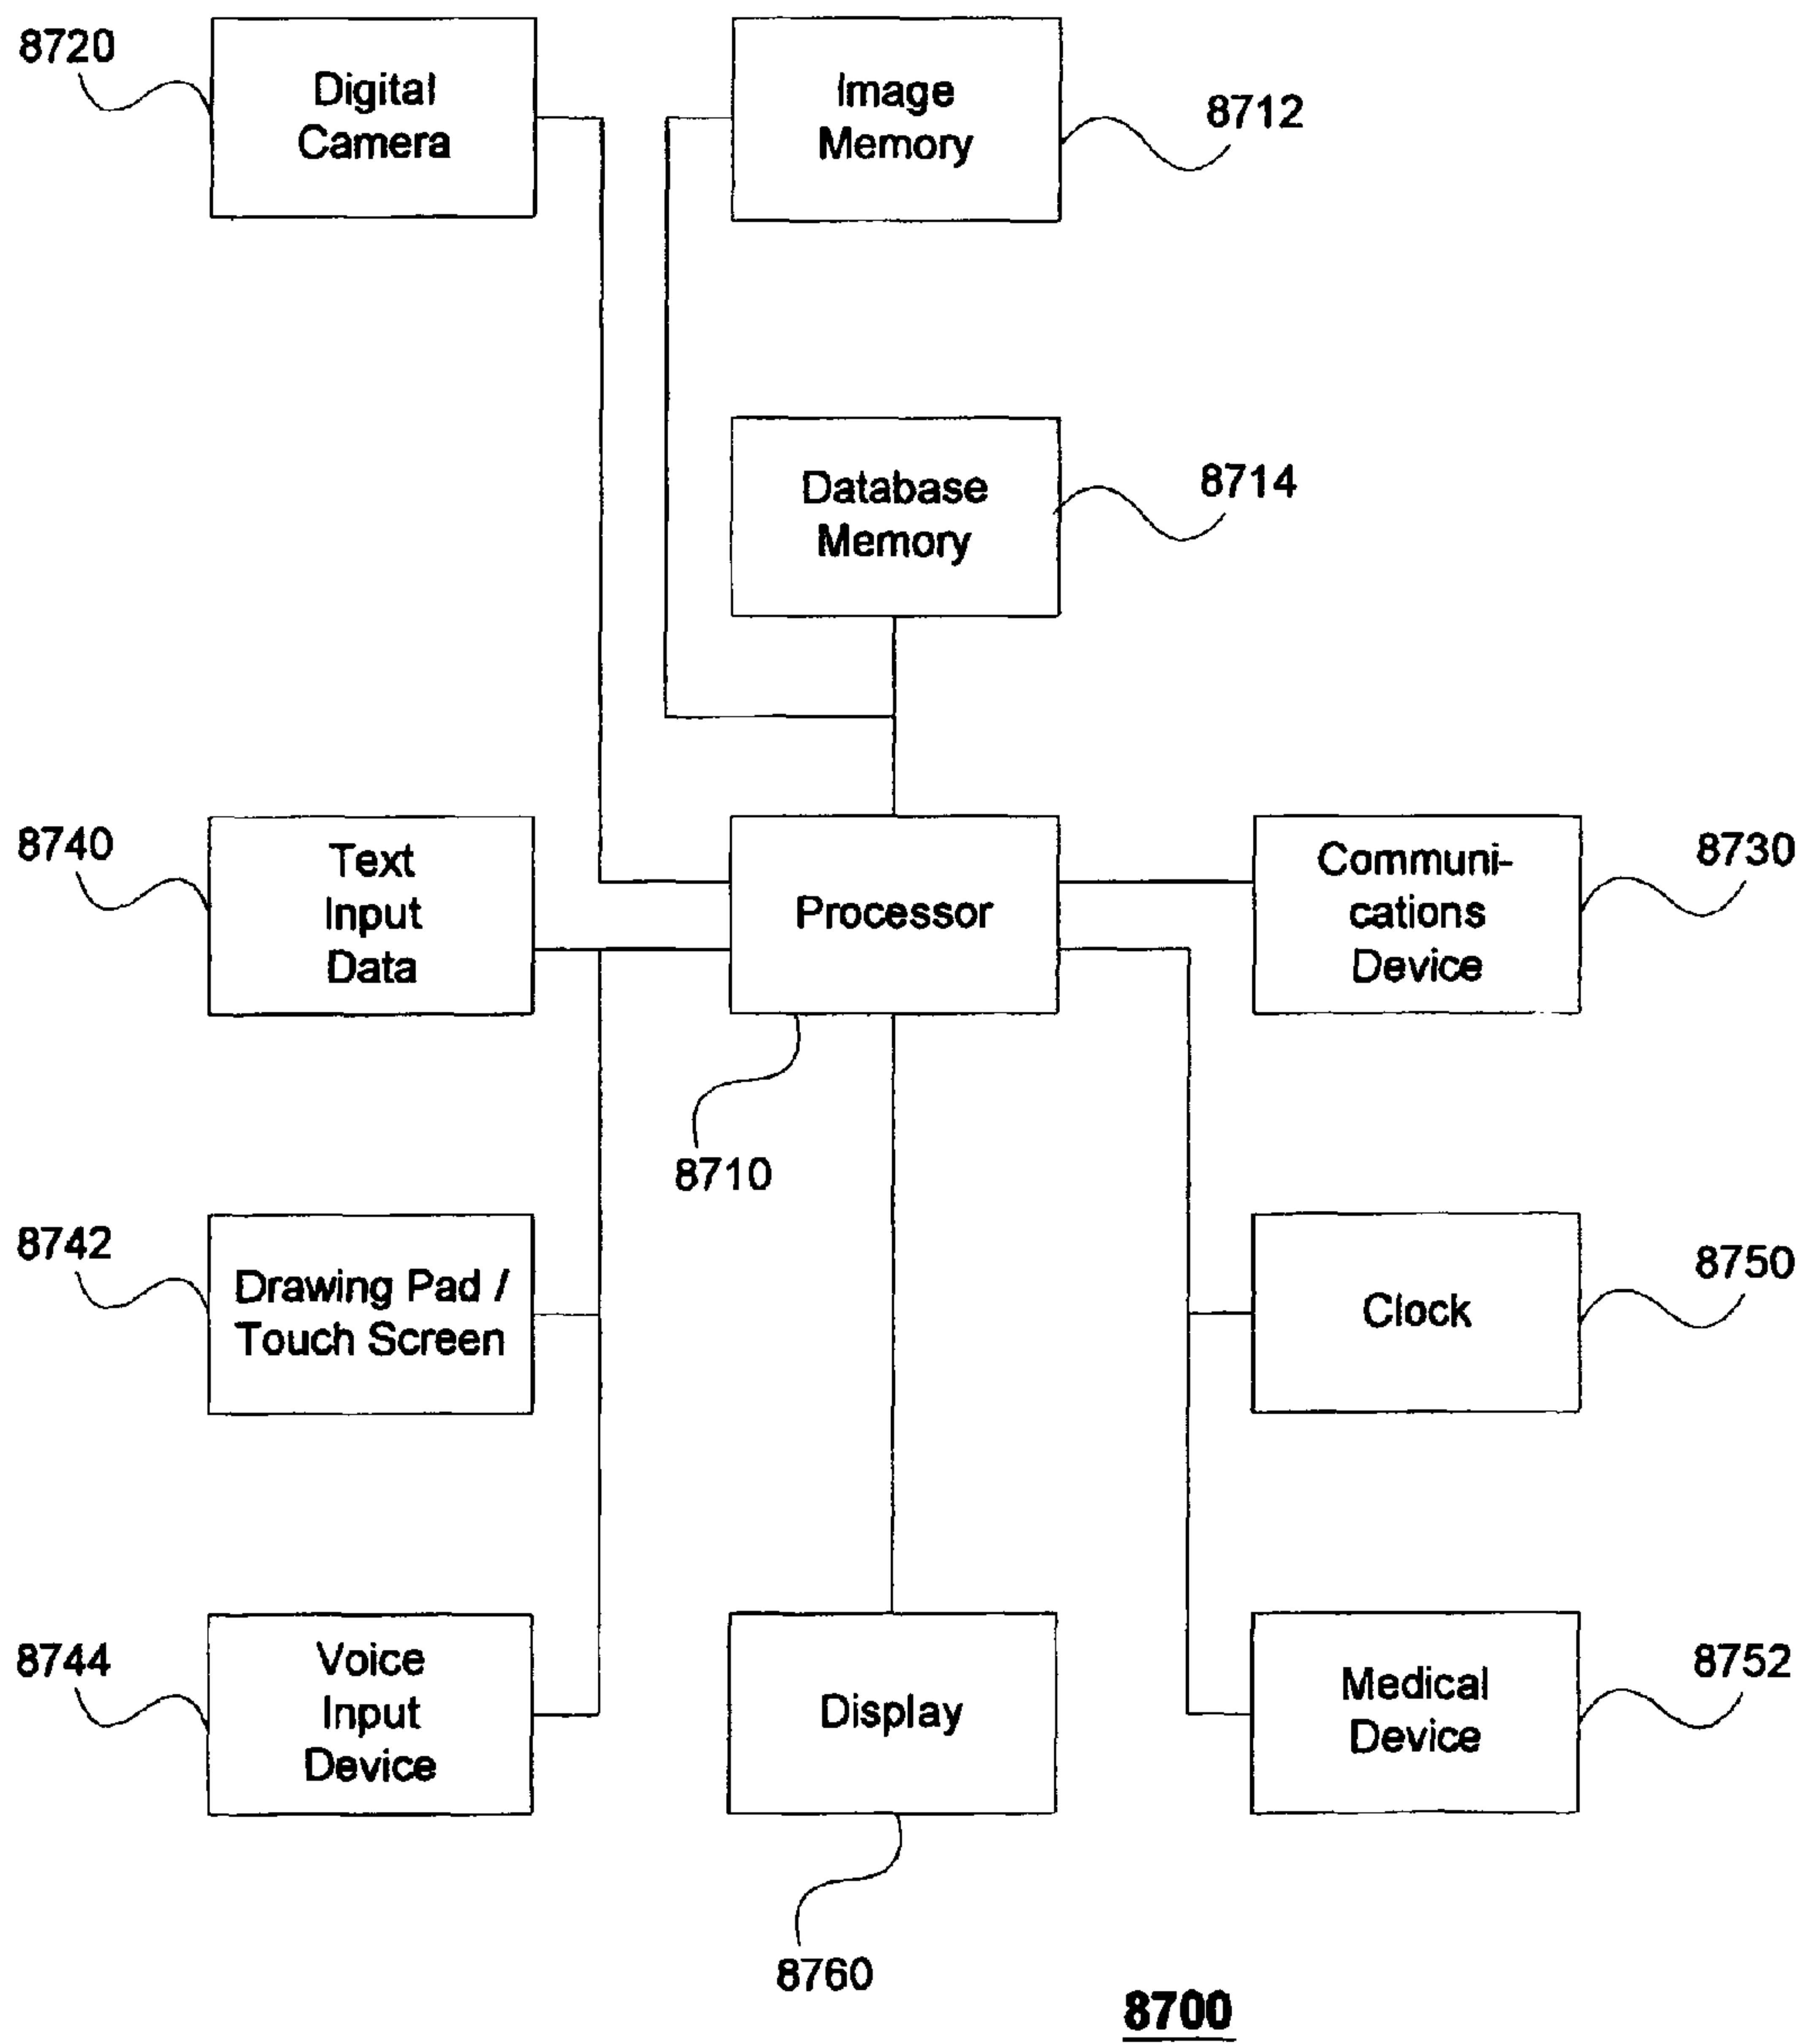 8720
Digital
Camera
Image
Memory
8712
Database
Memory
8714
8740
Text
Input
Data
Processor
8710
Communi-
cations
Device
8730
8742
Drawing Pad /
Touch Screen
Clock
8750
8744
Voice
Input
Device
Display
8760
Medical
Device
8752
8700